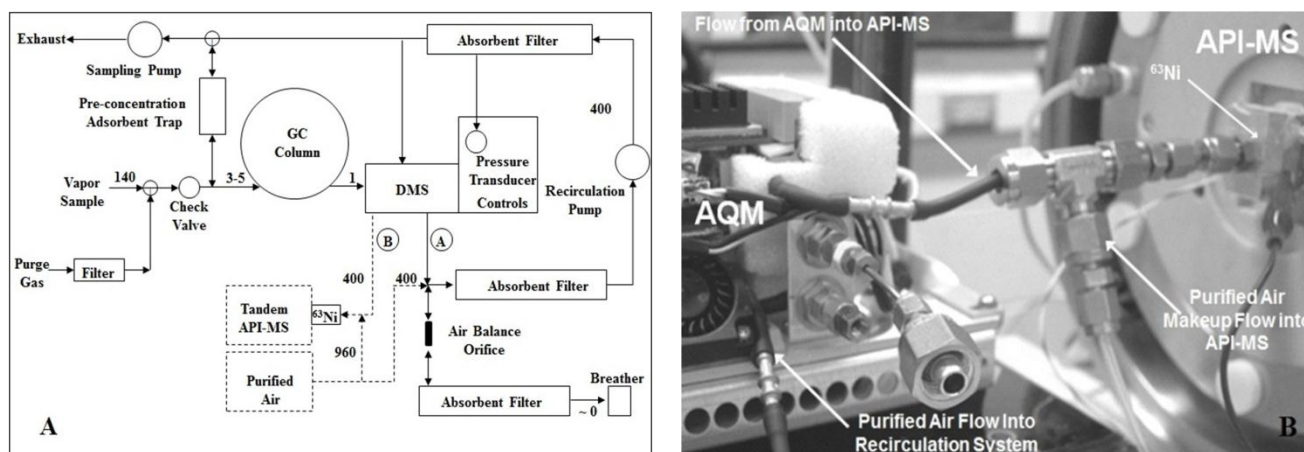 A
Exhaust
Sampling Pump
Absorbent Filter
Pre-concentration
Adsorbent Trap
GC
Column
400
Vapor
Sample
140
Check
Valve
3-5
1
DMS
Pressure
Transducer
Controls
Recirculation
Pump
B
A
Purge
Gas
Filter
400
400
Absorbent Filter
Tandem
API-MS
⁶³Ni
960
Air Balance
Orifice
Purified
Air
Absorbent Filter
~ 0
Breather
A
B
Flow from AQM into API-MS
API-MS
⁶³Ni
AQM
Purified Air
Makeup Flow into
API-MS
Purified Air Flow Into
Recirculation System
B